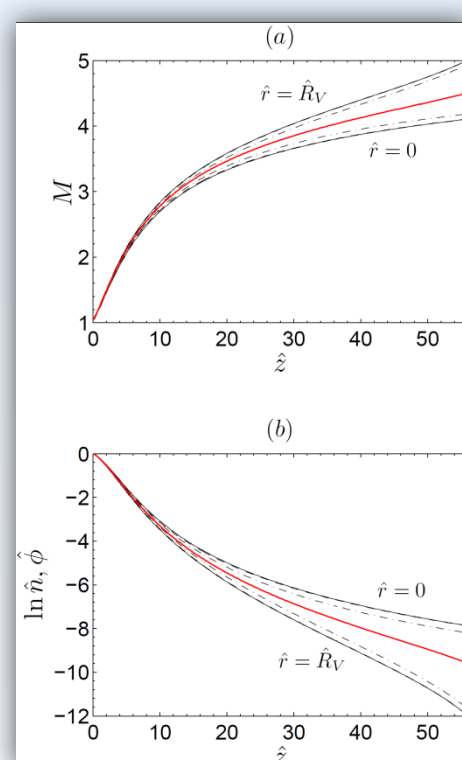 (a)
5
4
3
2
1
M
r̂ = R̂_V
r̂ = 0
0 10 20 30 40 50
ẑ
(b)
0
−2
−4
−6
−8
−10
−12
ln n̂, φ̂
r̂ = 0
r̂ = R̂_V
0 10 20 30 40 50
ẑ